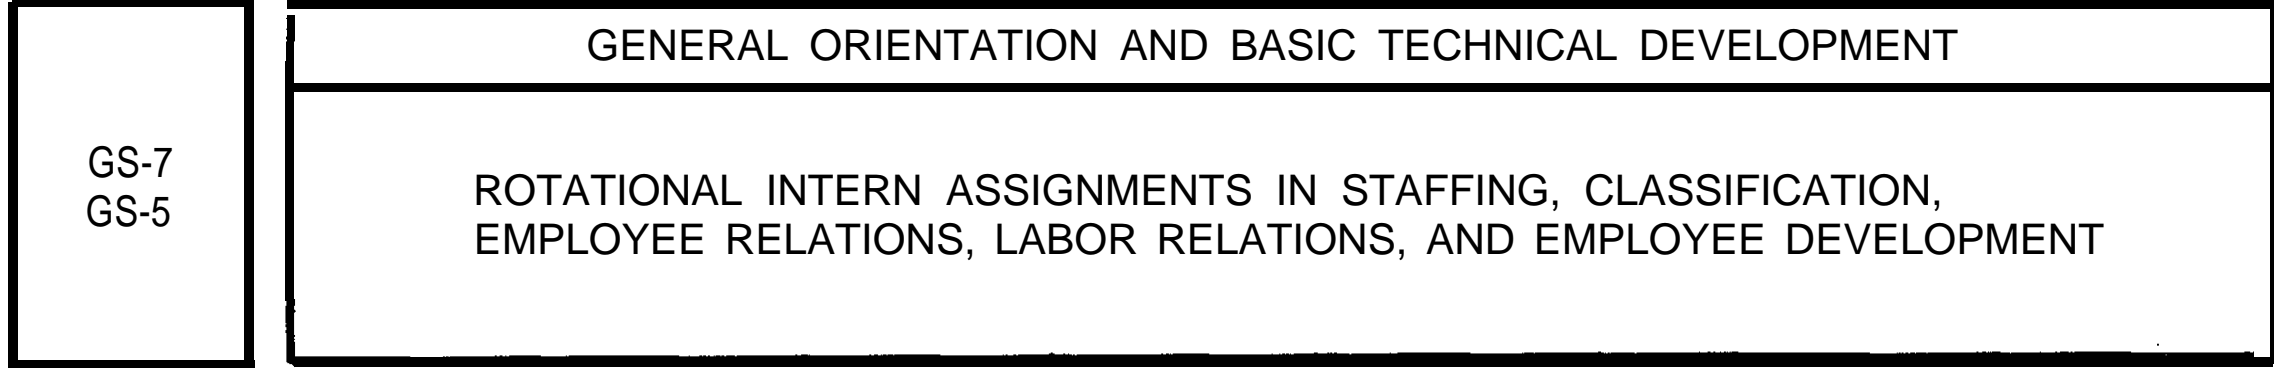 GENERAL ORIENTATION AND BASIC TECHNICAL DEVELOPMENT
GS-7
GS-5
ROTATIONAL INTERN ASSIGNMENTS IN STAFFING, CLASSIFICATION,
EMPLOYEE RELATIONS, LABOR RELATIONS, AND EMPLOYEE DEVELOPMENT